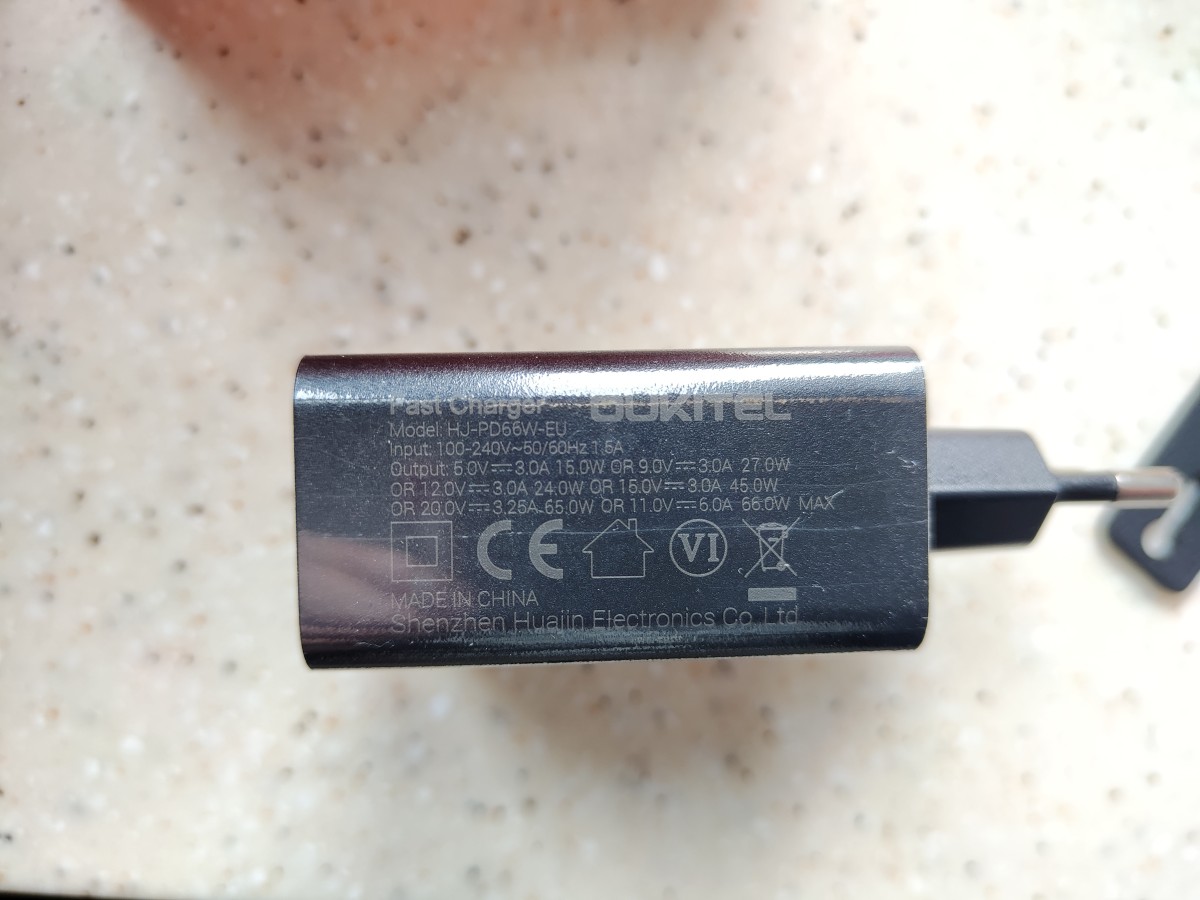 Fast Charger OUKITEL
Model: HJ-PD66W-EU
Input: 100-240V~50/60Hz 1.5A
Output: 5.0V⎓3.0A 15.0W OR 9.0V⎓3.0A 27.0W
OR 12.0V⎓3.0A 24.0W OR 15.0V⎓3.0A 45.0W
OR 20.0V⎓3.25A 65.0W OR 11.0V⎓6.0A 66.0W MAX
CE VI
MADE IN CHINA
Shenzhen Huajin Electronics Co Ltd